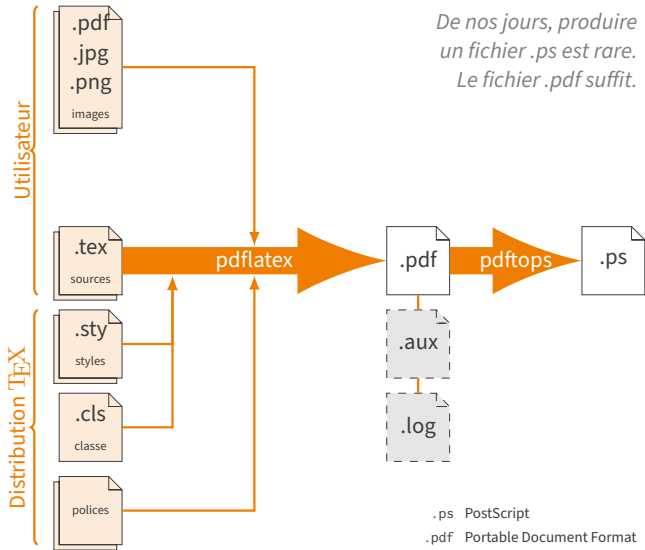 .pdf
.jpg
.png
images
De nos jours, produire
un fichier .ps est rare.
Le fichier .pdf suffit.
Utilisateur
.tex
sources
pdflatex
.pdf
pdftops
.ps
.sty
styles
.aux
Distribution TEX
.cls
classe
.log
polices
.ps PostScript
.pdf Portable Document Format